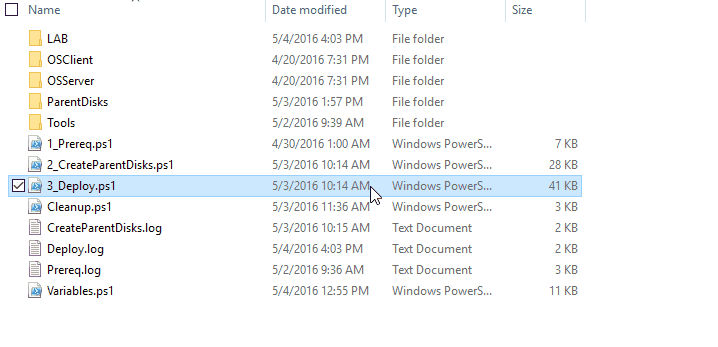 Name Date modified Type Size
LAB 5/4/2016 4:03 PM File folder
OSClient 4/20/2016 7:31 PM File folder
OSServer 4/20/2016 7:31 PM File folder
ParentDisks 5/3/2016 1:57 PM File folder
Tools 5/2/2016 9:39 AM File folder
1_Prereq.ps1 4/30/2016 1:00 AM Windows PowerS... 7 KB
2_CreateParentDisks.ps1 5/3/2016 10:14 AM Windows PowerS... 28 KB
3_Deploy.ps1 5/3/2016 10:14 AM Windows PowerS... 41 KB
Cleanup.ps1 5/3/2016 11:36 AM Windows PowerS... 3 KB
CreateParentDisks.log 5/3/2016 10:15 AM Text Document 2 KB
Deploy.log 5/4/2016 4:03 PM Text Document 2 KB
Prereq.log 5/2/2016 9:36 AM Text Document 3 KB
Variables.ps1 5/4/2016 12:55 PM Windows PowerS... 11 KB